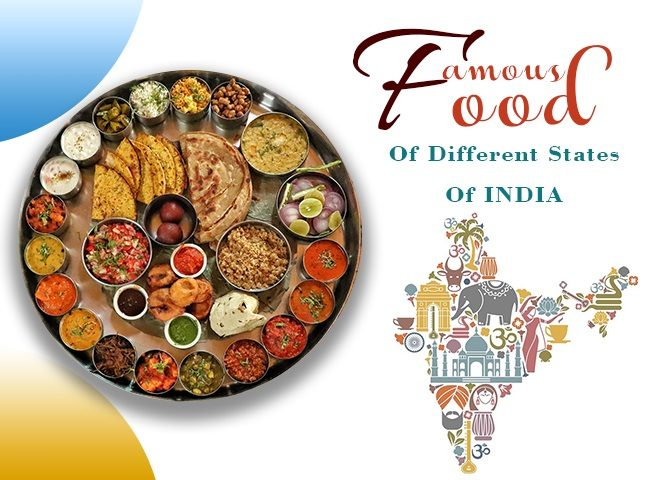 Famous
Food
Of Different States
Of INDIA